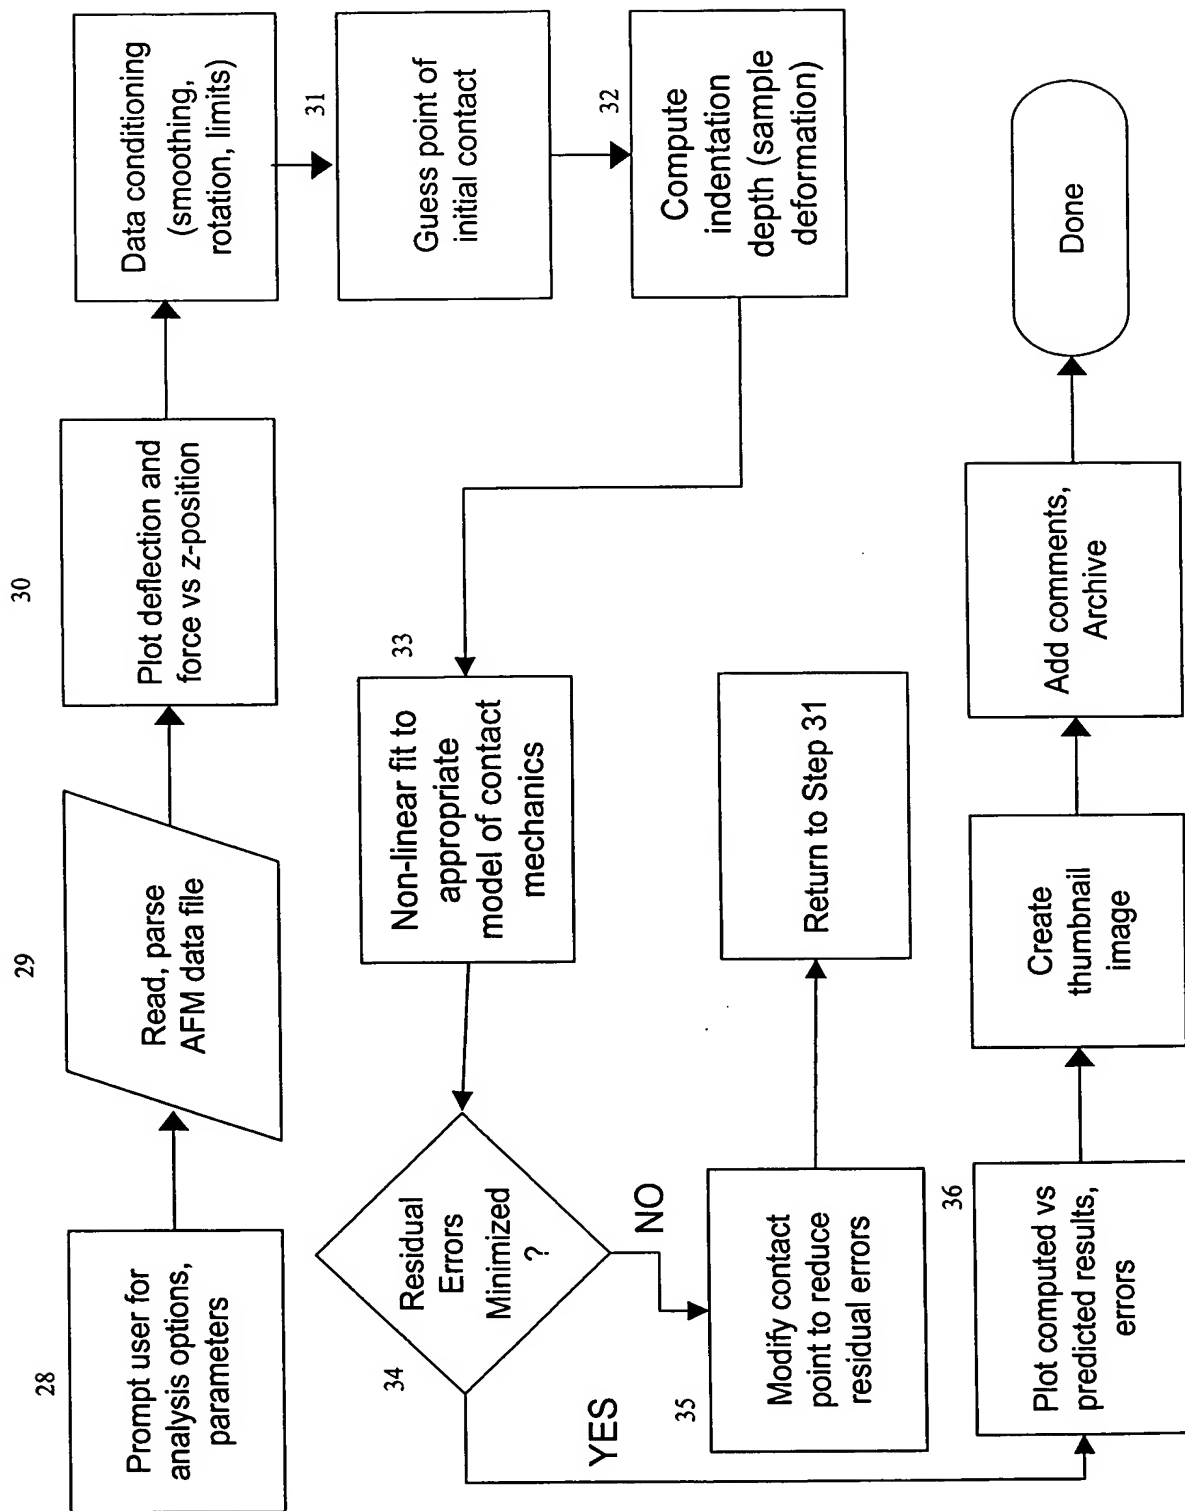 28
Prompt user for
analysis options,
parameters
29
Read, parse
AFM data file
30
Plot deflection and
force vs z-position
Data conditioning
(smoothing,
rotation, limits)
31
Guess point of
initial contact
32
Compute
indentation
depth (sample
deformation)
33
Non-linear fit to
appropriate
model of contact
mechanics
34
Residual
Errors
Minimized
?
NO
YES
35
Modify contact
point to reduce
residual errors
Return to Step 31
36
Plot computed vs
predicted results,
errors
Create
thumbnail
image
Add comments,
Archive
Done